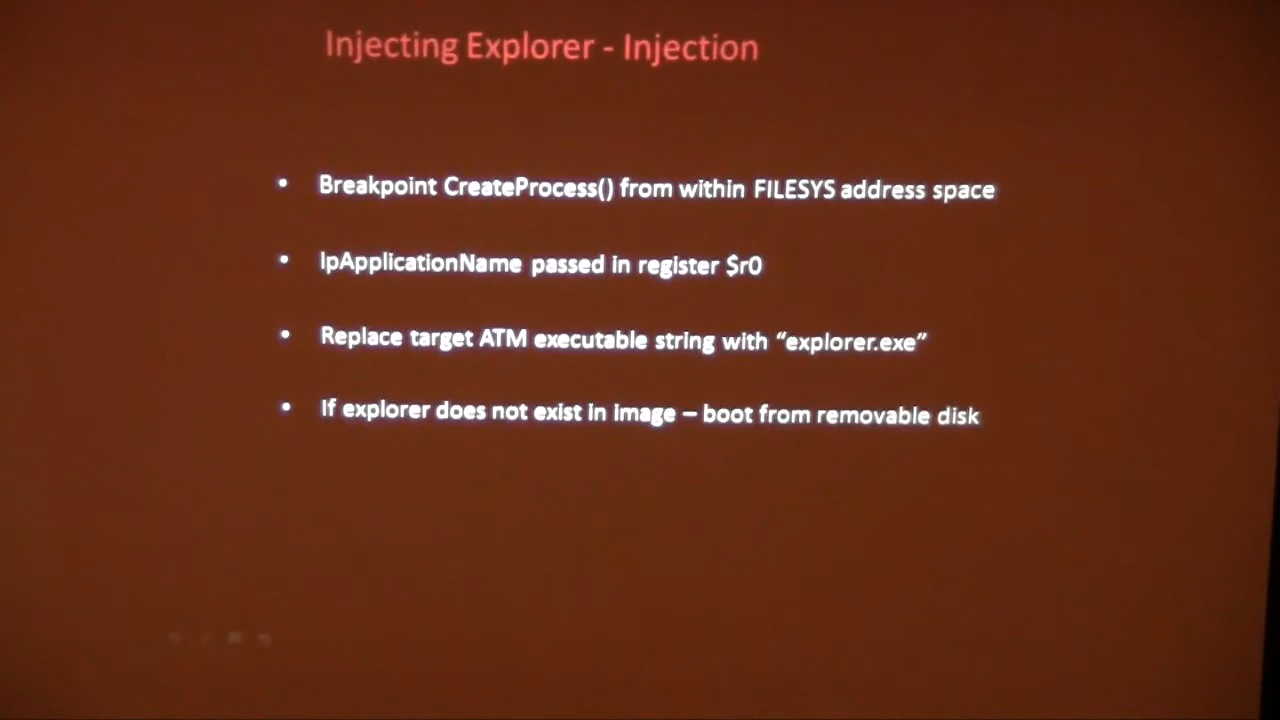 Injecting Explorer - Injection
• Breakpoint CreateProcess() from within FILESYS address space
• lpApplicationName passed in register $r0
• Replace target ATM executable string with “explorer.exe”
• If explorer does not exist in image – boot from removable disk